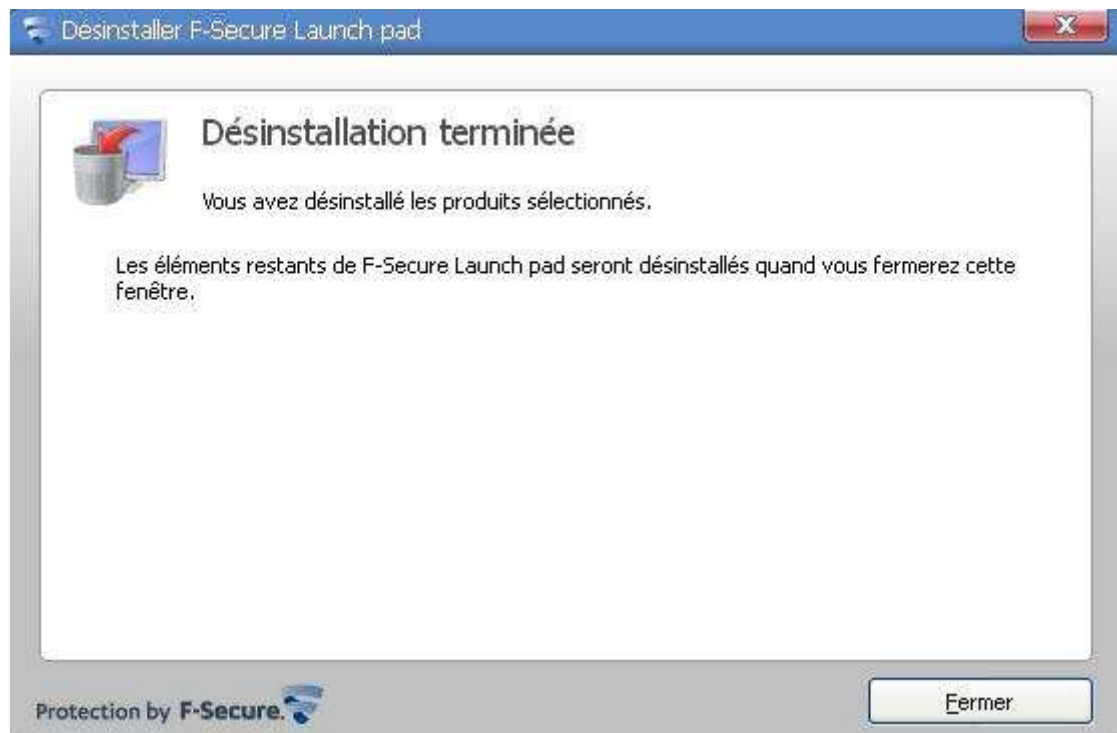 Désinstaller F-Secure Launch pad
Désinstallation terminée
Vous avez désinstallé les produits sélectionnés.
Les éléments restants de F-Secure Launch pad seront désinstallés quand vous fermerez cette
fenêtre.
Protection by F-Secure.
Fermer